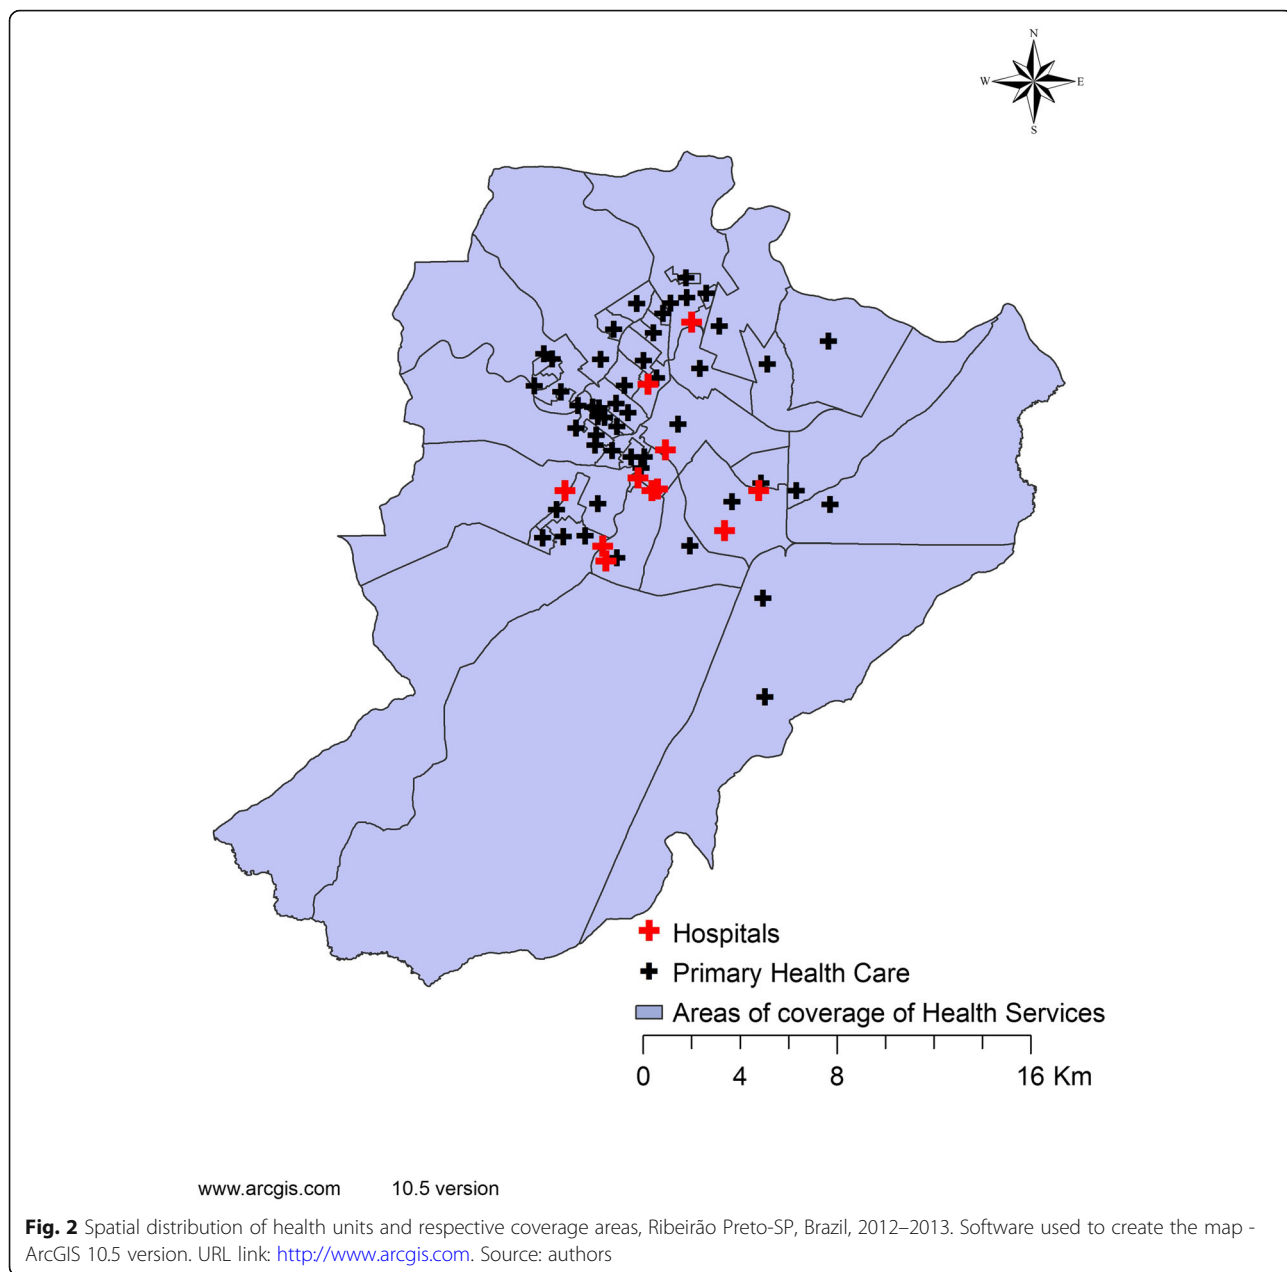 N
W E
S
Hospitals
Primary Health Care
Areas of coverage of Health Services
0 4 8 16 Km
www.arcgis.com 10.5 version
Fig. 2 Spatial distribution of health units and respective coverage areas, Ribeirão Preto-SP, Brazil, 2012–2013. Software used to create the map -
ArcGIS 10.5 version. URL link: http://www.arcgis.com. Source: authors